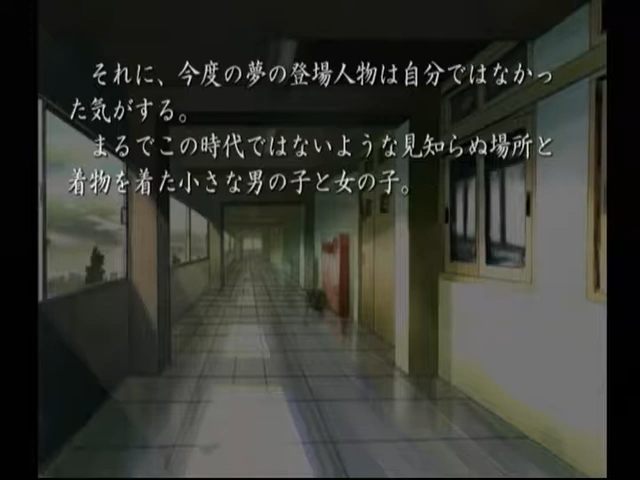 それに、今度の夢の登場人物は自分ではなかっ
た気がする。
　まるでこの時代ではないような見知らぬ場所と
着物を着た小さな男の子と女の子。